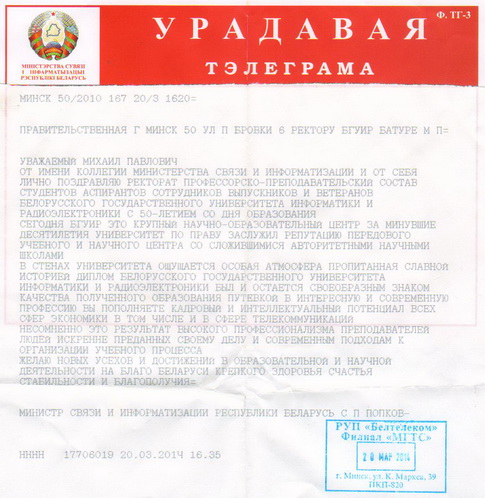 УРАДАВАЯ
Ф. ТГ-3
МІНІСТЭРСТВА СУВЯЗІ
І ІНФАРМАТЫЗАЦЫІ
РЭСПУБЛІКІ БЕЛАРУСЬ
ТЭЛЕГРАМА
МИНСК 50/2010 167 20/3 1620=
ПРАВИТЕЛЬСТВЕННАЯ Г МИНСК 50 УЛ П БРОВКИ 6 РЕКТОРУ БГУИР БАТУРЕ М П=
УВАЖАЕМЫЙ МИХАИЛ ПАВЛОВИЧ
ОТ ИМЕНИ КОЛЛЕГИИ МИНИСТЕРСТВА СВЯЗИ И ИНФОРМАТИЗАЦИИ И ОТ СЕБЯ
ЛИЧНО ПОЗДРАВЛЯЮ РЕКТОРАТ ПРОФЕССОРСКО-ПРЕПОДАВАТЕЛЬСКИЙ СОСТАВ
СТУДЕНТОВ АСПИРАНТОВ СОТРУДНИКОВ ВЫПУСКНИКОВ И ВЕТЕРАНОВ
БЕЛОРУССКОГО ГОСУДАРСТВЕННОГО УНИВЕРСИТЕТА ИНФОРМАТИКИ И
РАДИОЭЛЕКТРОНИКИ С 50-ЛЕТИЕМ СО ДНЯ ОБРАЗОВАНИЯ
СЕГОДНЯ БГУИР ЭТО КРУПНЫЙ НАУЧНО-ОБРАЗОВАТЕЛЬНЫЙ ЦЕНТР ЗА МИНУВШИЕ
ДЕСЯТИЛЕТИЯ УНИВЕРСИТЕТ ПО ПРАВУ ЗАСЛУЖИЛ РЕПУТАЦИЮ ПЕРЕДОВОГО
УЧЕБНОГО И НАУЧНОГО ЦЕНТРА СО СЛОЖИВШИМИСЯ АВТОРИТЕТНЫМИ НАУЧНЫМИ
ШКОЛАМИ
В СТЕНАХ УНИВЕРСИТЕТА ОЩУШАЕТСЯ ОСОБАЯ АТМОСФЕРА ПРОПИТАННАЯ СЛАВНОЙ
ИСТОРИЕЙ ДИПЛОМ БЕЛОРУССКОГО ГОСУДАРСТВЕННОГО УНИВЕРСИТЕТА
ИНФОРМАТИКИ И РАДИОЭЛЕКТРОНИКИ БЫЛ И ОСТАЕТСЯ СВОЕОБРАЗНЫМ ЗНАКОМ
КАЧЕСТВА ПОЛУЧЕННОГО ОБРАЗОВАНИЯ ПУТЕВКОЙ В ИНТЕРЕСНУЮ И СОВРЕМЕННУЮ
ПРОФЕССИЮ ВЫ ПОПОЛНЯЕТЕ КАДРОВЫЙ И ИНТЕЛЛЕКТУАЛЬНЫЙ ПОТЕНЦИАЛ ВСЕХ
СФЕР ЭКОНОМИКИ В ТОМ ЧИСЛЕ И В СФЕРЕ ТЕЛЕКОММУНИКАЦИЙ
НЕСОМНЕННО ЭТО РЕЗУЛЬТАТ ВЫСОКОГО ПРОФЕССИОНАЛИЗМА ПРЕПОДАВАТЕЛЕЙ
ЛЮДЕЙ ИСКРЕННЕ ПРЕДАННЫХ СВОЕМУ ДЕЛУ И СОВРЕМЕННЫМ ПОДХОДАМ К
ОРГАНИЗАЦИИ УЧЕБНОГО ПРОЦЕССА
ЖЕЛАЮ НОВЫХ УСЕХОВ И ДОСТИЖЕНИЙ В ОБРАЗОВАТЕЛЬНОЙ И НАУЧНОЙ
ДЕЯТЕЛЬНОСТИ НА БЛАГО БЕЛАРУСИ КРЕПКОГО ЗДОРОВЬЯ СЧАСТЬЯ
СТАБИЛЬНОСТИ И БЛАГОПОЛУЧИЯ=
МИНИСТР СВЯЗИ И ИНФОРМАТИЗАЦИИ РЕСПУБЛИКИ БЕЛАРУСЬ С П ПОПКОВ-
НННН 17706019 20.03.2014 16.35
РУП «Белтелеком»
Филиал «МГТС»
20 МАР 2014
г. Минск, ул. К. Маркса, 39
ПКП-820